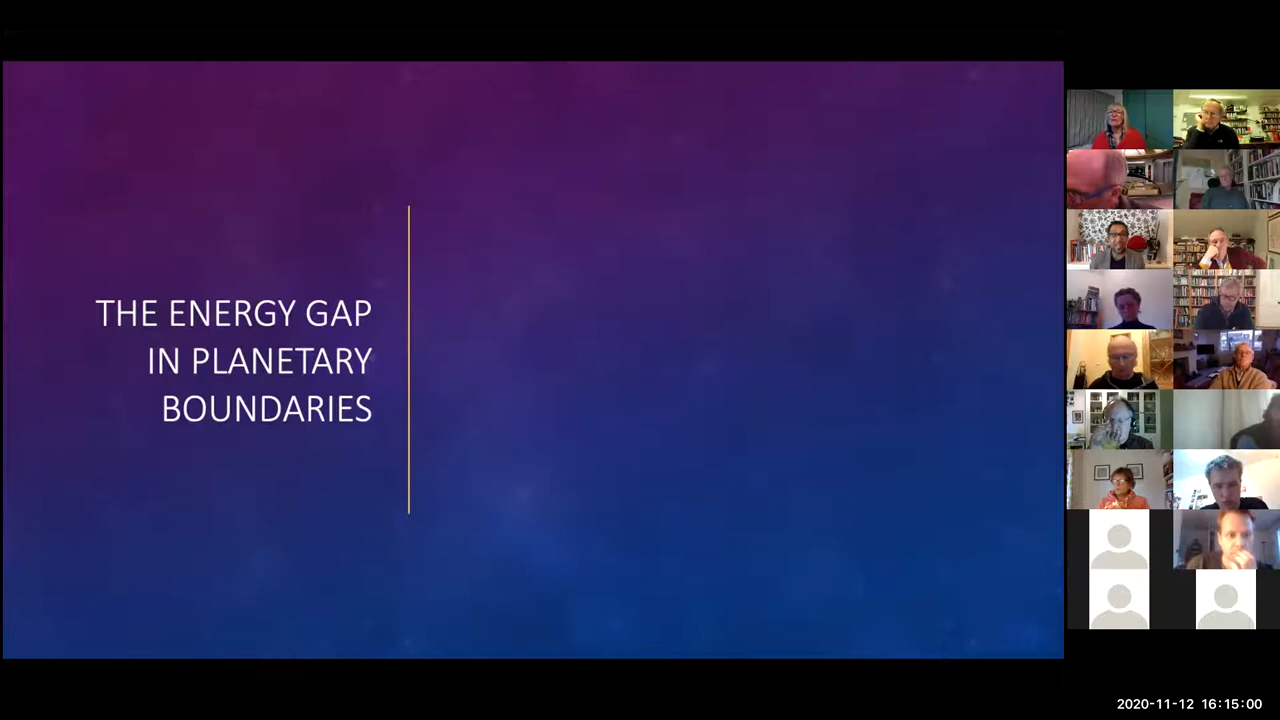 THE ENERGY GAP
IN PLANETARY
BOUNDARIES
2020-11-12 16:15:00